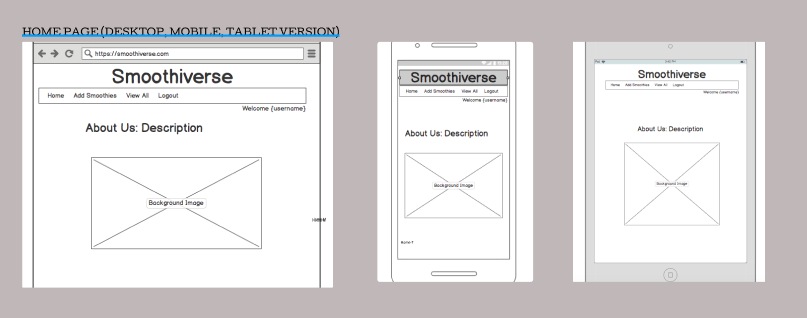 HOME PAGE (DESKTOP, MOBILE, TABLET VERSION)
https://smoothiverse.com
Smoothiverse
Home Add Smoothies View All Logout
Welcome {username}
About Us: Description
Background Image
Smoothiverse
Home Add Smoothies View All Logout
Welcome {username}
About Us: Description
Background Image
Smoothiverse
Home Add Smoothies View All Logout
Welcome {username}
About Us: Description
Background Image